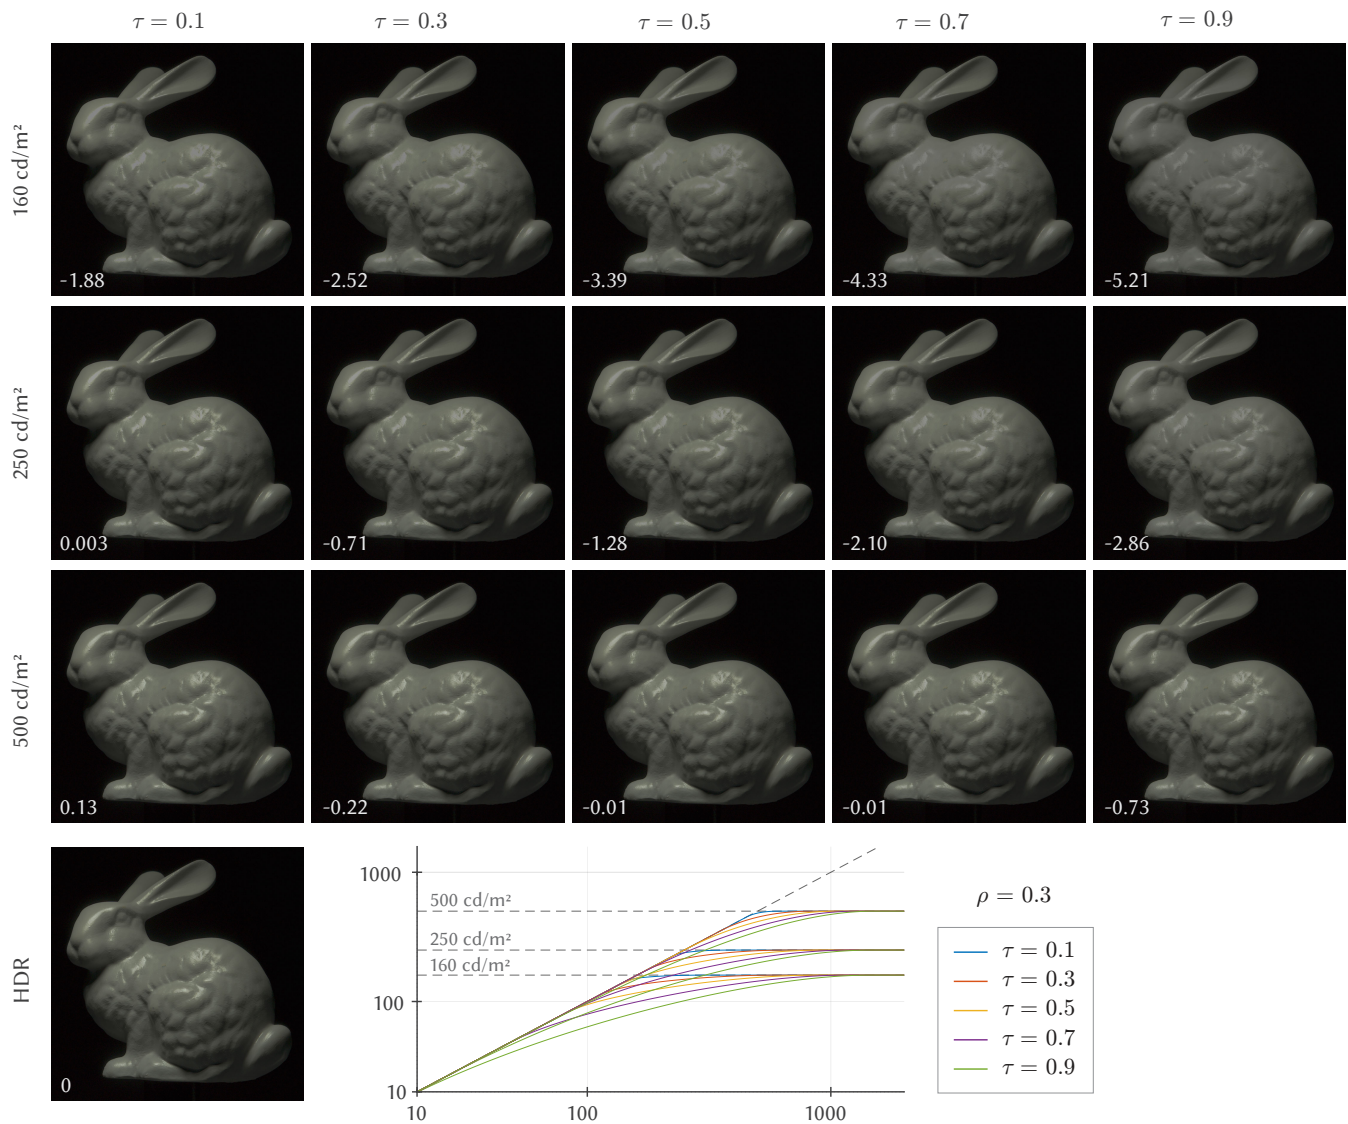 τ = 0.1 τ = 0.3 τ = 0.5 τ = 0.7 τ = 0.9
160 cd/m²
-1.88 -2.52 -3.39 -4.33 -5.21
250 cd/m²
0.003 -0.71 -1.28 -2.10 -2.86
500 cd/m²
0.13 -0.22 -0.01 -0.01 -0.73
HDR
0
1000
500 cd/m²
250 cd/m²
160 cd/m²
100
10
10 100 1000
ρ = 0.3
τ = 0.1
τ = 0.3
τ = 0.5
τ = 0.7
τ = 0.9